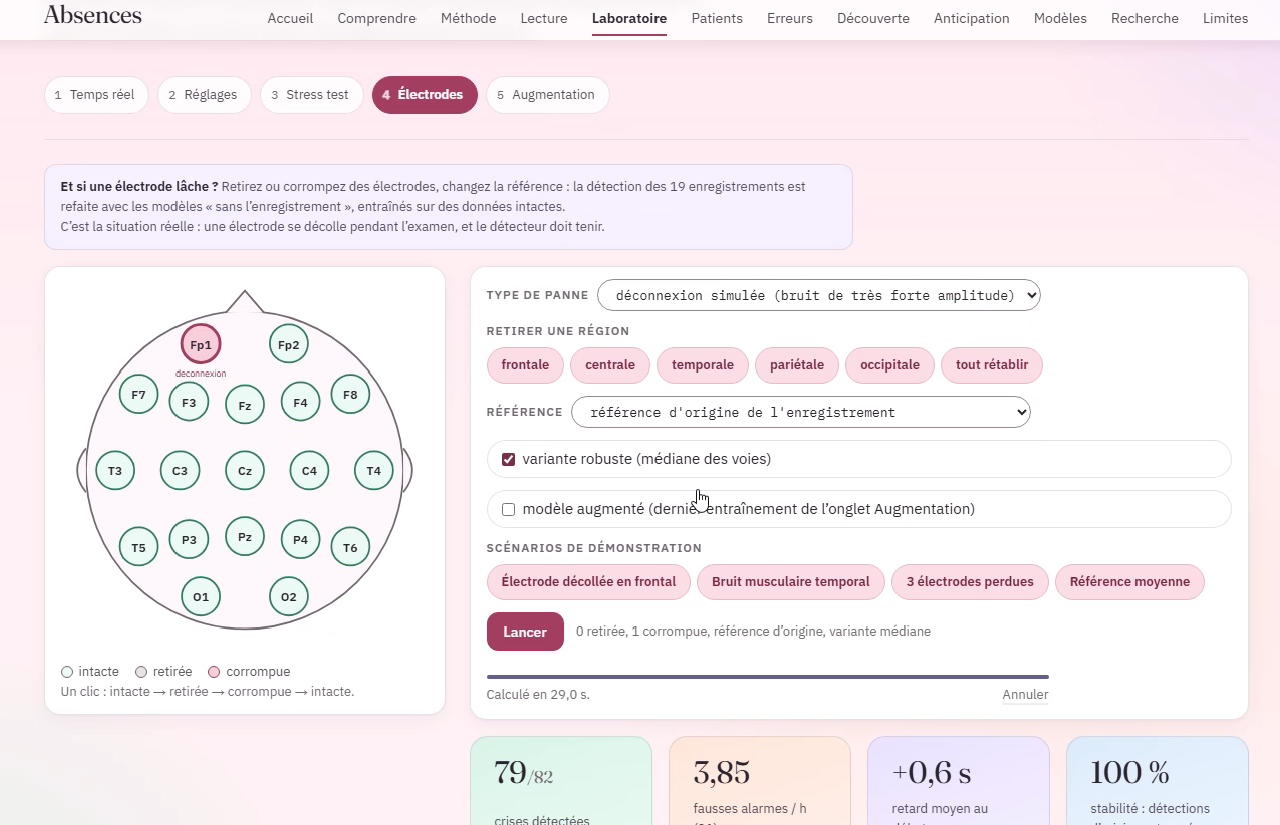 Absences
Accueil
Comprendre
Méthode
Lecture
Laboratoire
Patients
Erreurs
Découverte
Anticipation
Modèles
Recherche
Limites
1 Temps réel
2 Réglages
3 Stress test
4 Électrodes
5 Augmentation
Et si une électrode lâche ? Retirez ou corrompez des électrodes, changez la référence : la détection des 19 enregistrements est
refaite avec les modèles « sans l’enregistrement », entraînés sur des données intactes.
C’est la situation réelle : une électrode se décolle pendant l’examen, et le détecteur doit tenir.
Fp1
Fp2
déconnexion
F7
F3
Fz
F4
F8
T3
C3
Cz
C4
T4
T5
P3
Pz
P4
T6
O1
O2
intacte
retirée
corrompue
Un clic : intacte → retirée → corrompue → intacte.
TYPE DE PANNE
déconnexion simulée (bruit de très forte amplitude)
RETIRER UNE RÉGION
frontale
centrale
temporale
pariétale
occipitale
tout rétablir
RÉFÉRENCE
référence d'origine de l'enregistrement
variante robuste (médiane des voies)
modèle augmenté (dernier entraînement de l’onglet Augmentation)
SCÉNARIOS DE DÉMONSTRATION
Électrode décollée en frontal
Bruit musculaire temporal
3 électrodes perdues
Référence moyenne
Lancer
0 retirée, 1 corrompue, référence d’origine, variante médiane
Calculé en 29,0 s.
Annuler
79/82
crises détectées
3,85
fausses alarmes / h
+0,6 s
retard moyen au
100 %
stabilité : détections